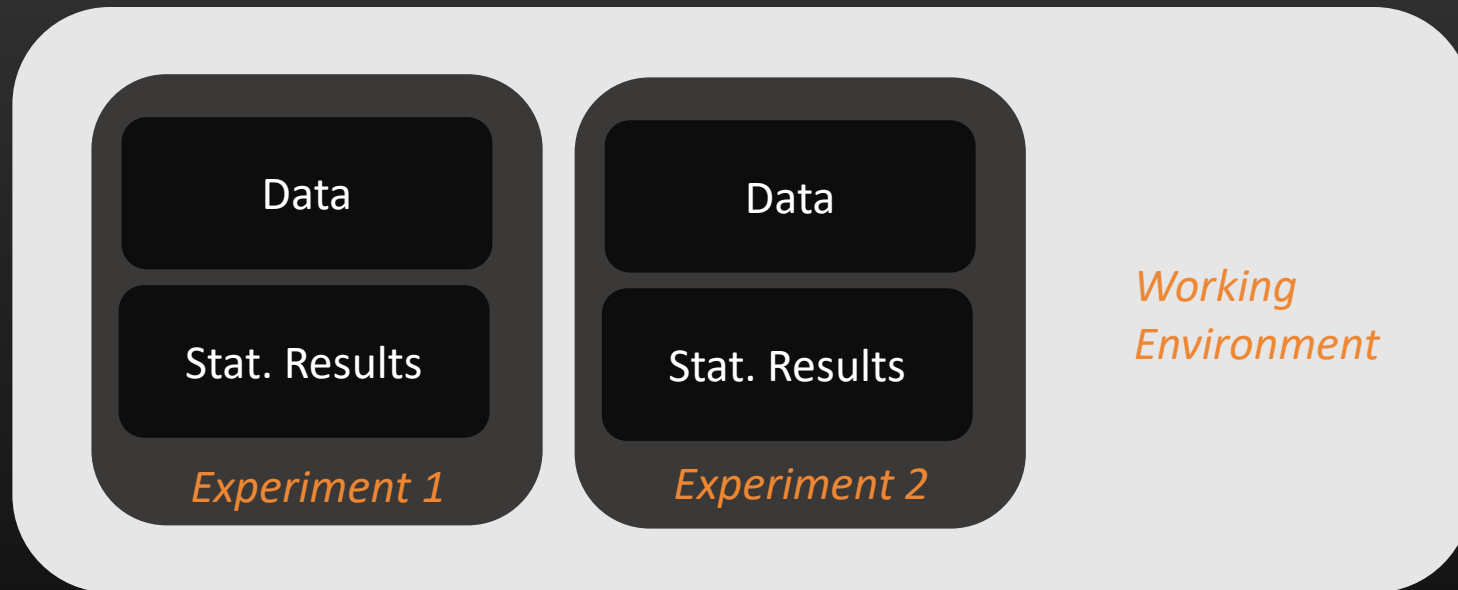 Data
Stat. Results
Experiment 1
Data
Stat. Results
Experiment 2
Working
Environment